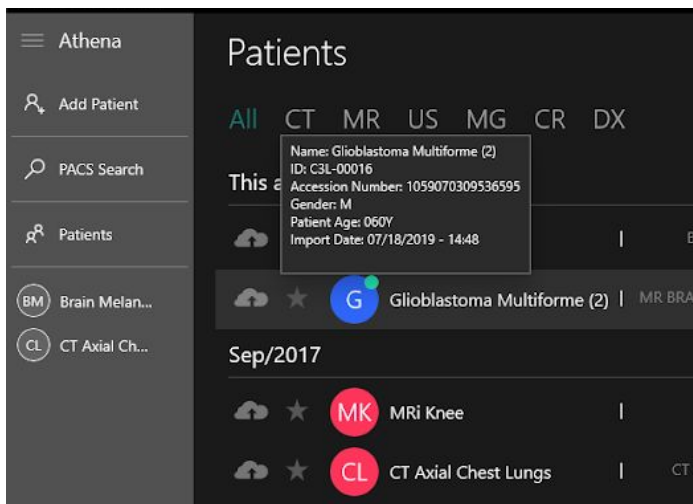 Athena
Add Patient
PACS Search
Patients
BM Brain Melan...
CL CT Axial Ch...
Patients
All CT MR US MG CR DX
Name: Glioblastoma Multiforme (2)
ID: C3L-00016
Accession Number: 1059070309536595
Gender: M
Patient Age: 060Y
Import Date: 07/18/2019 - 14:48
This
G Glioblastoma Multiforme (2) | MR BRA
Sep/2017
MK MRi Knee |
CL CT Axial Chest Lungs | CT